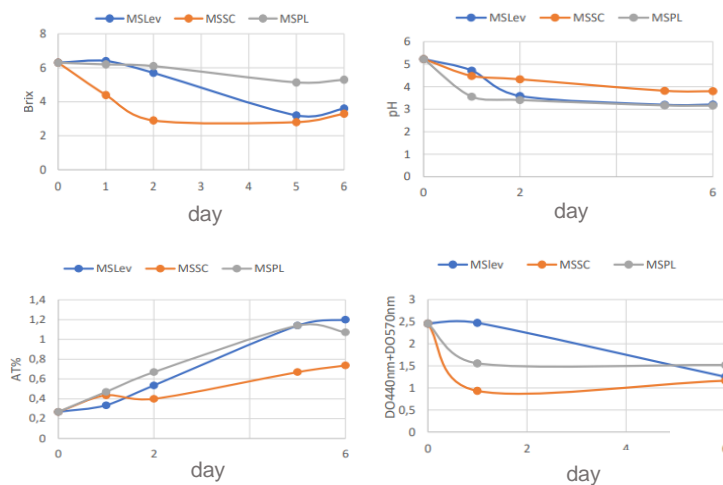 MSLev MSSC MSPL
8
6
4
2
0
Brix
0 1 2 3 4 5 6
day
MSLev MSSC MSPL
6
5
4
3
2
1
0
pH
0 2 4 6
day
MSLev MSSC MSPL
1,4
1,2
1
0,8
0,6
0,4
0,2
0
AT%
0 2 4 6
day
MSlev MSSC MSPL
3
2,5
2
1,5
1
0,5
0
DO440nm+DO570nm
0 2 4 6
day